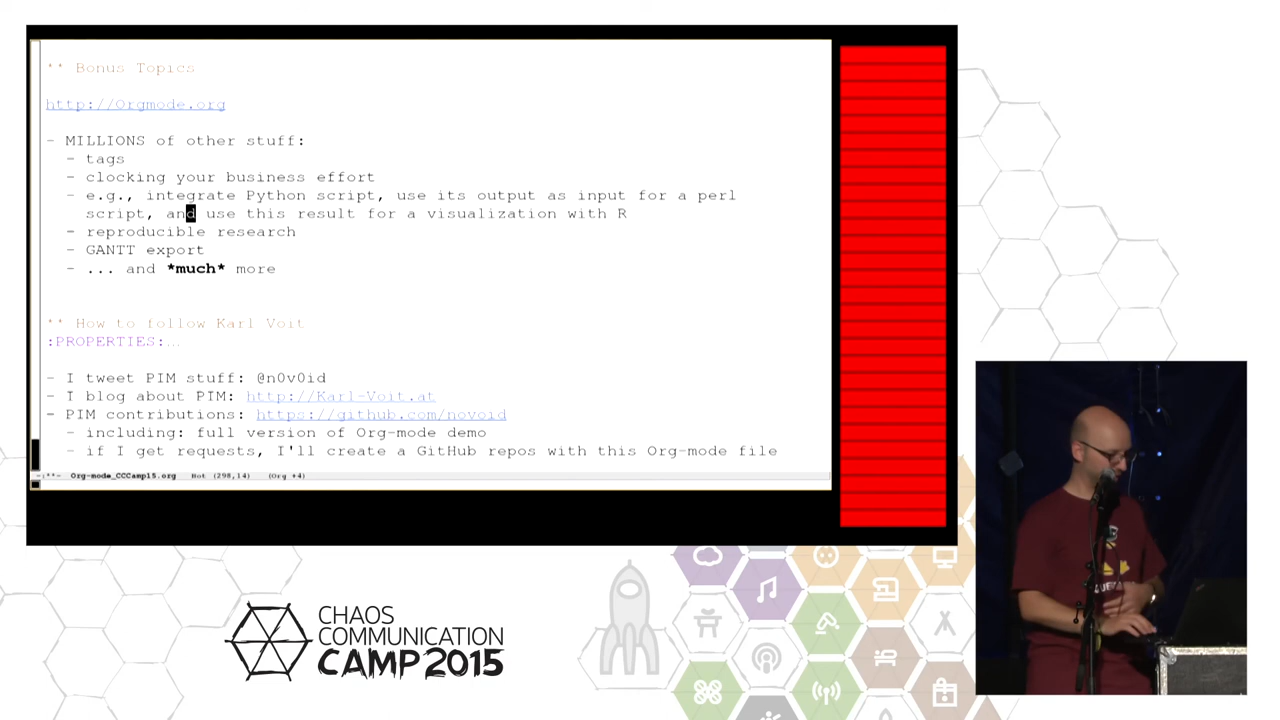 ** Bonus Topics
http://Orgmode.org
- MILLIONS of other stuff:
- tags
- clocking your business effort
- e.g., integrate Python script, use its output as input for a perl
script, and use this result for a visualization with R
- reproducible research
- GANTT export
- ... and *much* more
** How to follow Karl Voit
:PROPERTIES:...
- I tweet PIM stuff: @n0v0id
- I blog about PIM: http://Karl-Voit.at
- PIM contributions: https://github.com/novoid
- including: full version of Org-mode demo
- if I get requests, I'll create a GitHub repos with this Org-mode file
-(**- Org-mode_CCCamp15.org Bot (298,14) (Org +4)
CHAOS
COMMUNICATION
CAMP 2015